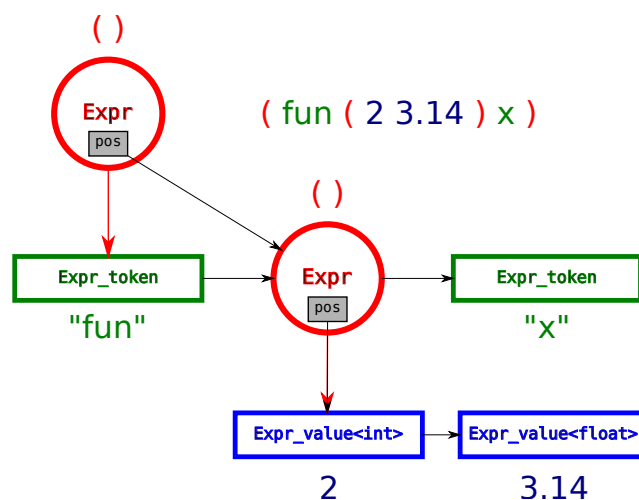 ( )
Expr
pos
( fun ( 2 3.14 ) x )
( )
Expr
pos
Expr_token
"fun"
Expr_token
"x"
Expr_value<int>
2
Expr_value<float>
3.14